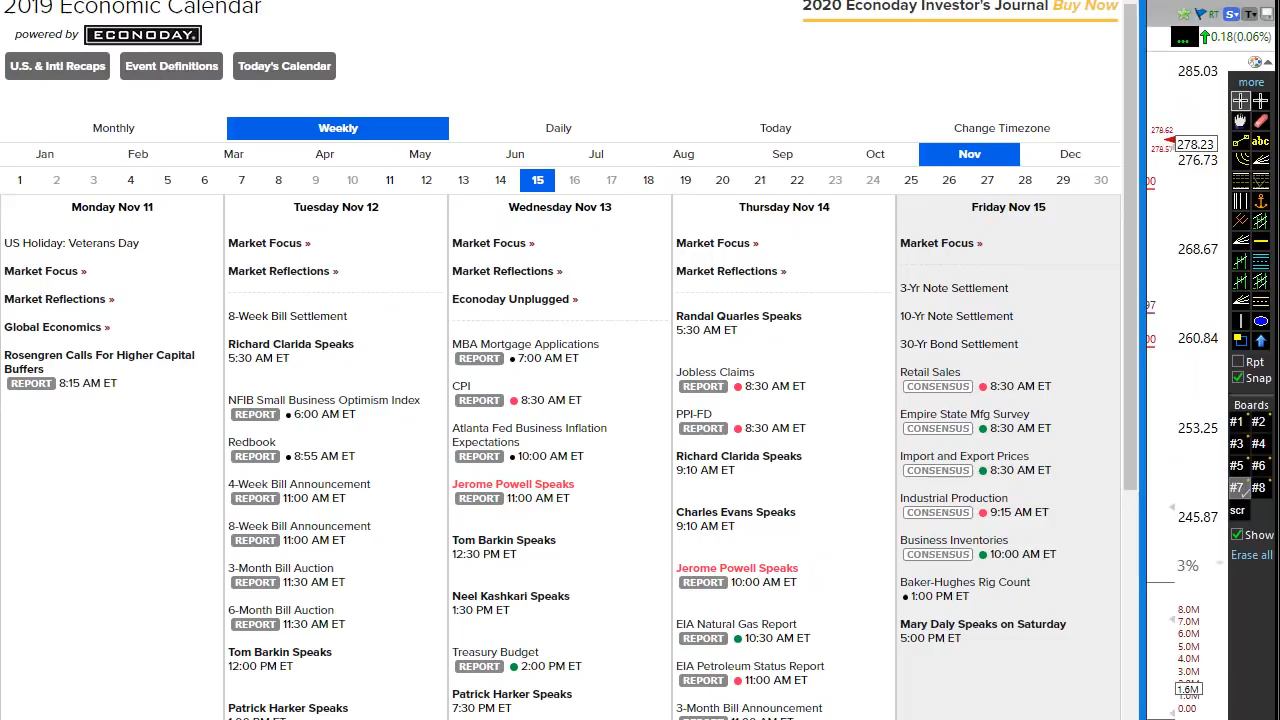 2019 Economic Calendar
2020 Econoday Investor's Journal Buy Now
powered by ECONODAY.
U.S. & Intl Recaps
Event Definitions
Today's Calendar
Monthly
Weekly
Daily
Today
Change Timezone
Jan Feb Mar Apr May Jun Jul Aug Sep Oct Nov Dec
1 2 3 4 5 6 7 8 9 10 11 12 13 14 15 16 17 18 19 20 21 22 23 24 25 26 27 28 29 30
Monday Nov 11
US Holiday: Veterans Day
Market Focus »
Market Reflections »
Global Economics »
Rosengren Calls For Higher Capital
Buffers
REPORT 8:15 AM ET
Tuesday Nov 12
Market Focus »
Market Reflections »
8-Week Bill Settlement
Richard Clarida Speaks
5:30 AM ET
NFIB Small Business Optimism Index
REPORT • 6:00 AM ET
Redbook
REPORT • 8:55 AM ET
4-Week Bill Announcement
REPORT 11:00 AM ET
8-Week Bill Announcement
REPORT 11:00 AM ET
3-Month Bill Auction
REPORT 11:30 AM ET
6-Month Bill Auction
REPORT 11:30 AM ET
Tom Barkin Speaks
12:00 PM ET
Patrick Harker Speaks
Wednesday Nov 13
Market Focus »
Market Reflections »
Econoday Unplugged »
MBA Mortgage Applications
REPORT • 7:00 AM ET
CPI
REPORT • 8:30 AM ET
Atlanta Fed Business Inflation
Expectations
REPORT • 10:00 AM ET
Jerome Powell Speaks
REPORT 11:00 AM ET
Tom Barkin Speaks
12:30 PM ET
Neel Kashkari Speaks
1:30 PM ET
Treasury Budget
REPORT • 2:00 PM ET
Patrick Harker Speaks
7:30 PM ET
Thursday Nov 14
Market Focus »
Market Reflections »
Randal Quarles Speaks
5:30 AM ET
Jobless Claims
REPORT • 8:30 AM ET
PPI-FD
REPORT • 8:30 AM ET
Richard Clarida Speaks
9:10 AM ET
Charles Evans Speaks
9:10 AM ET
Jerome Powell Speaks
REPORT 10:00 AM ET
EIA Natural Gas Report
REPORT • 10:30 AM ET
EIA Petroleum Status Report
REPORT • 11:00 AM ET
3-Month Bill Announcement
Friday Nov 15
Market Focus »
3-Yr Note Settlement
10-Yr Note Settlement
30-Yr Bond Settlement
Retail Sales
CONSENSUS • 8:30 AM ET
Empire State Mfg Survey
CONSENSUS • 8:30 AM ET
Import and Export Prices
CONSENSUS • 8:30 AM ET
Industrial Production
CONSENSUS • 9:15 AM ET
Business Inventories
CONSENSUS • 10:00 AM ET
Baker-Hughes Rig Count
• 1:00 PM ET
Mary Daly Speaks on Saturday
5:00 PM ET
RT S T
... 0.18(0.06%)
285.03
278.62
278.23
278.57
276.73
268.67
260.84
253.25
245.87
3%
8.0M
7.0M
6.0M
5.0M
4.0M
3.0M
1.6M
0.00
more
abc
Rpt
Snap
Boards
#1 #2
#3 #4
#5 #6
#7 #8
scr
Show
Erase all